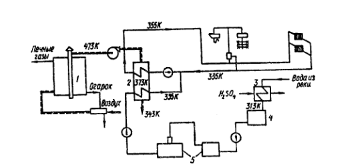 355К
473К
Печные
газы
1
2
373К
335К
335К
Вода из
реки
3
H₂SO₄
313К
4
Огарок
Воздух
343К
5